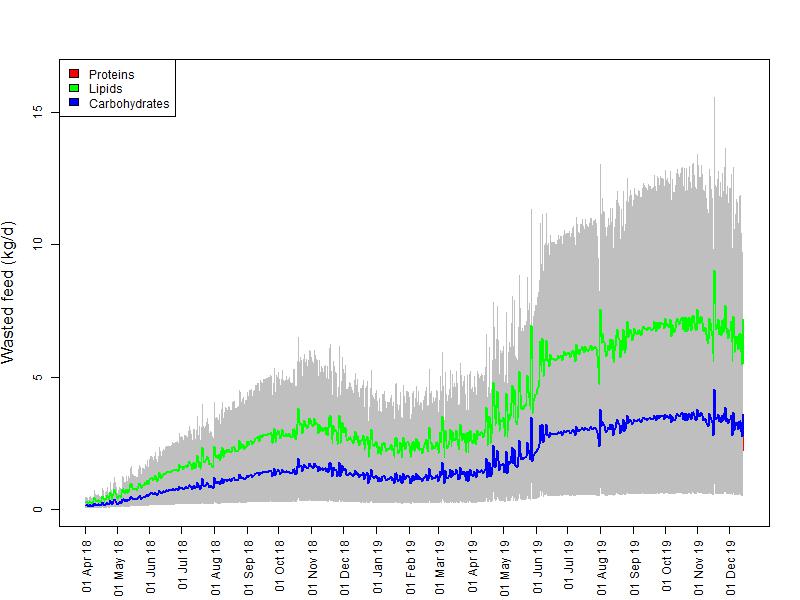 Proteins
Lipids
Carbohydrates
Wasted feed (kg/d)
15
10
5
0
01 Apr 18
01 May 18
01 Jun 18
01 Jul 18
01 Aug 18
01 Sep 18
01 Oct 18
01 Nov 18
01 Dec 18
01 Jan 19
01 Feb 19
01 Mar 19
01 Apr 19
01 May 19
01 Jun 19
01 Jul 19
01 Aug 19
01 Sep 19
01 Oct 19
01 Nov 19
01 Dec 19